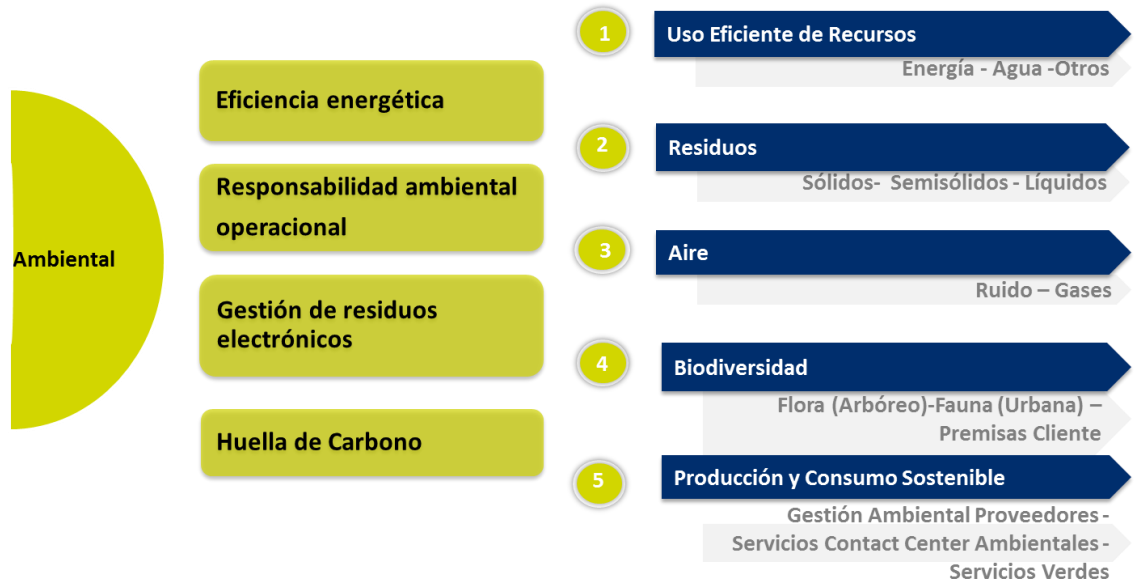 Ambiental
Eficiencia energética
Responsabilidad ambiental
operacional
Gestión de residuos
electrónicos
Huella de Carbono
1
Uso Eficiente de Recursos
Energía - Agua -Otros
2
Residuos
Sólidos- Semisólidos - Líquidos
3
Aire
Ruido – Gases
4
Biodiversidad
Flora (Arbóreo)-Fauna (Urbana) –
Premisas Cliente
5
Producción y Consumo Sostenible
Gestión Ambiental Proveedores -
Servicios Contact Center Ambientales -
Servicios Verdes